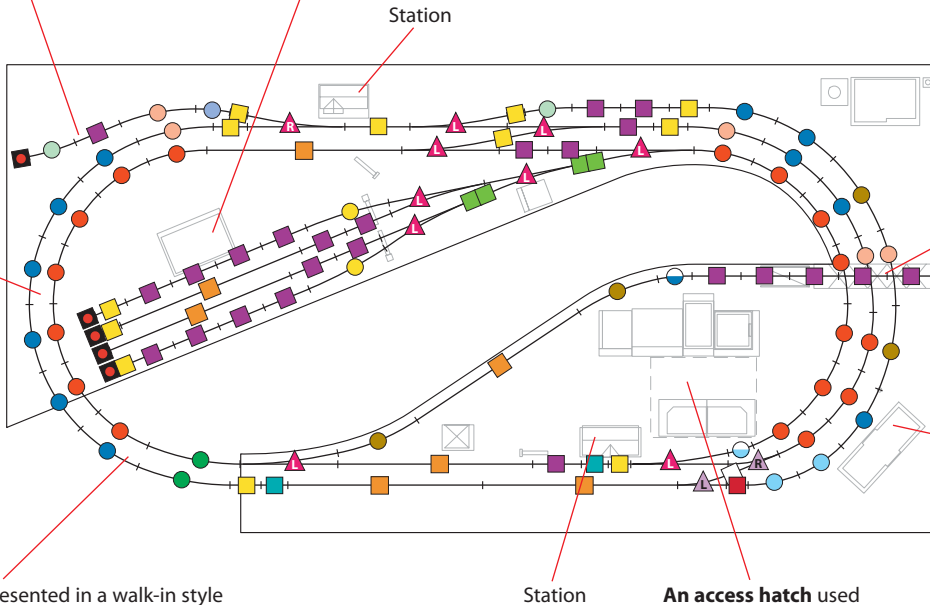 Station
R
L
L
L
L
L
L
L
L
L
R
L
esented in a walk-in style
Station
An access hatch used